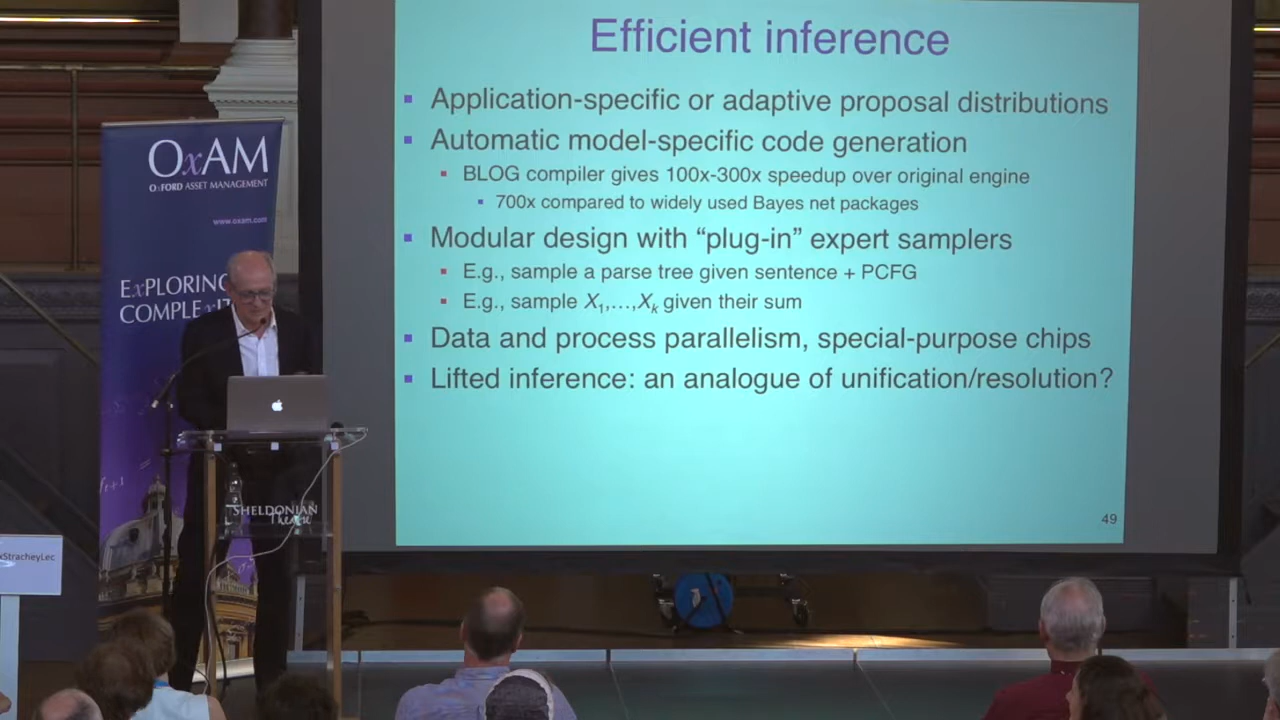 Efficient inference
Application-specific or adaptive proposal distributions
Automatic model-specific code generation
BLOG compiler gives 100x-300x speedup over original engine
700x compared to widely used Bayes net packages
Modular design with “plug-in” expert samplers
E.g., sample a parse tree given sentence + PCFG
E.g., sample X1,…,Xk given their sum
Data and process parallelism, special-purpose chips
Lifted inference: an analogue of unification/resolution?
49
OxAM
OxFORD ASSET MANAGEMENT
www.oxam.com
ExPLORING
COMPLExIT
SHELDONIAN
Theatre
xStracheyLec